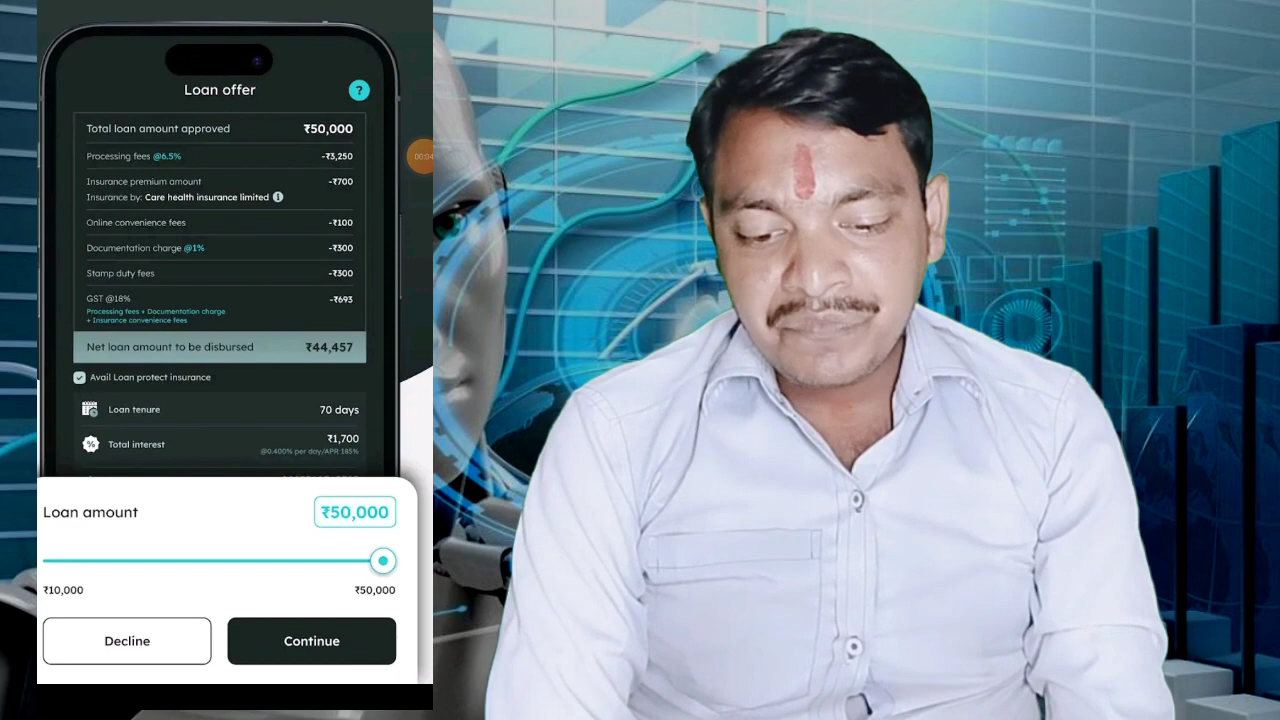 Loan offer
?
Total loan amount approved ₹50,000
Processing fees @6.5% -₹3,250
Insurance premium amount -₹700
Insurance by: Care health insurance limited i
Online convenience fees -₹100
Documentation charge @1% -₹300
Stamp duty fees -₹300
GST @18% -₹693
Processing fees + Documentation charge
+ Insurance convenience fees
Net loan amount to be disbursed ₹44,457
Avail Loan protect insurance
Loan tenure 70 days
Total interest ₹1,700
@0.400% per day/APR 185%
Loan amount ₹50,000
₹10,000 ₹50,000
Decline Continue
00:04